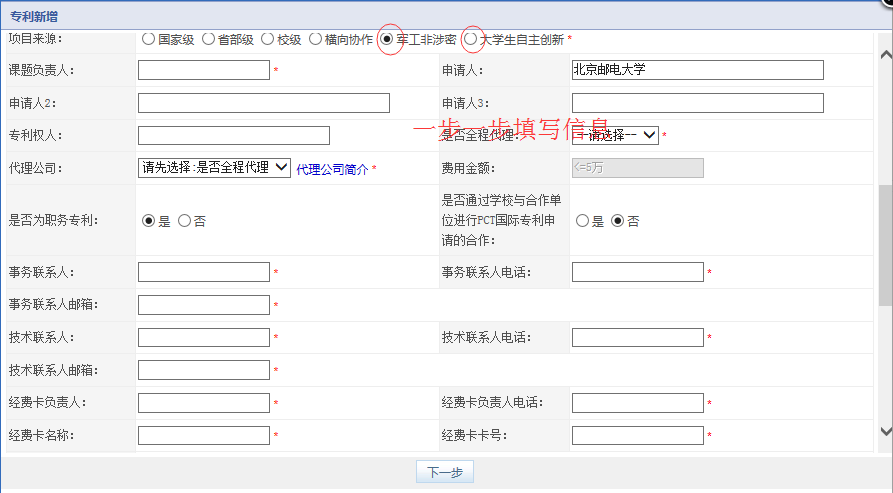 专利新增
项目来源: 国家级 省部级 校级 横向协作 军工非涉密 大学生自主创新 *
课题负责人: * 申请人: 北京邮电大学
申请人2: 申请人3:
一步一步填写信息
专利权人: 是否全程代理: --请选择-- *
代理公司: 请先选择:是否全程代理 代理公司简介 * 费用金额: <=5万
是否为职务专利: 是 否 是否通过学校与合作单
位进行PCT国际专利申
请的合作: 是 否
事务联系人: * 事务联系人电话: *
事务联系人邮箱: *
技术联系人: * 技术联系人电话: *
技术联系人邮箱: *
经费卡负责人: * 经费卡负责人电话: *
经费卡名称: * 经费卡卡号: *
下一步